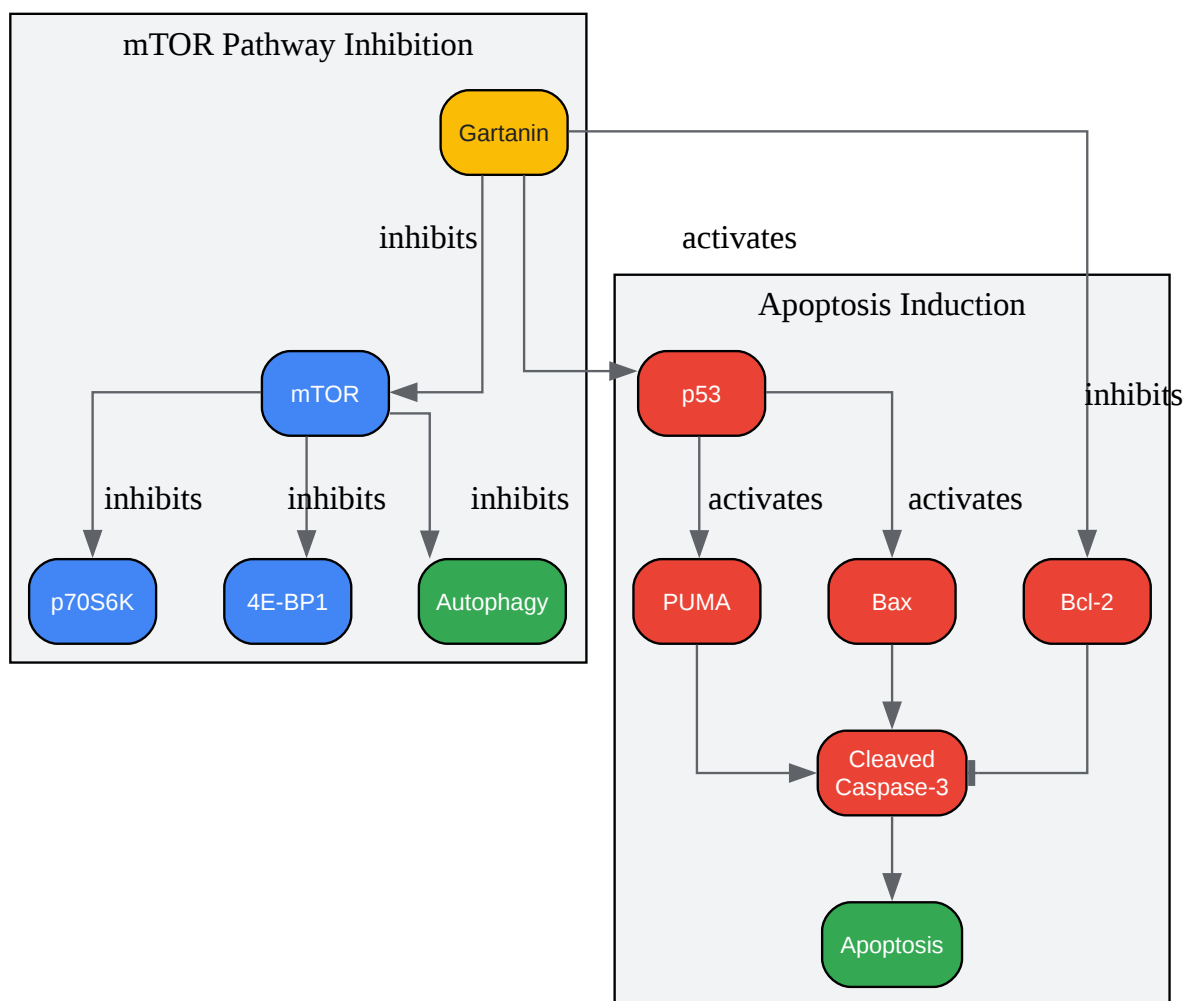 mTOR Pathway Inhibition
Gartanin
inhibits
activates
Apoptosis Induction
mTOR
p53
inhibits
inhibits
inhibits
inhibits
activates
activates
p70S6K
4E-BP1
Autophagy
PUMA
Bax
Bcl-2
Cleaved
Caspase-3
Apoptosis